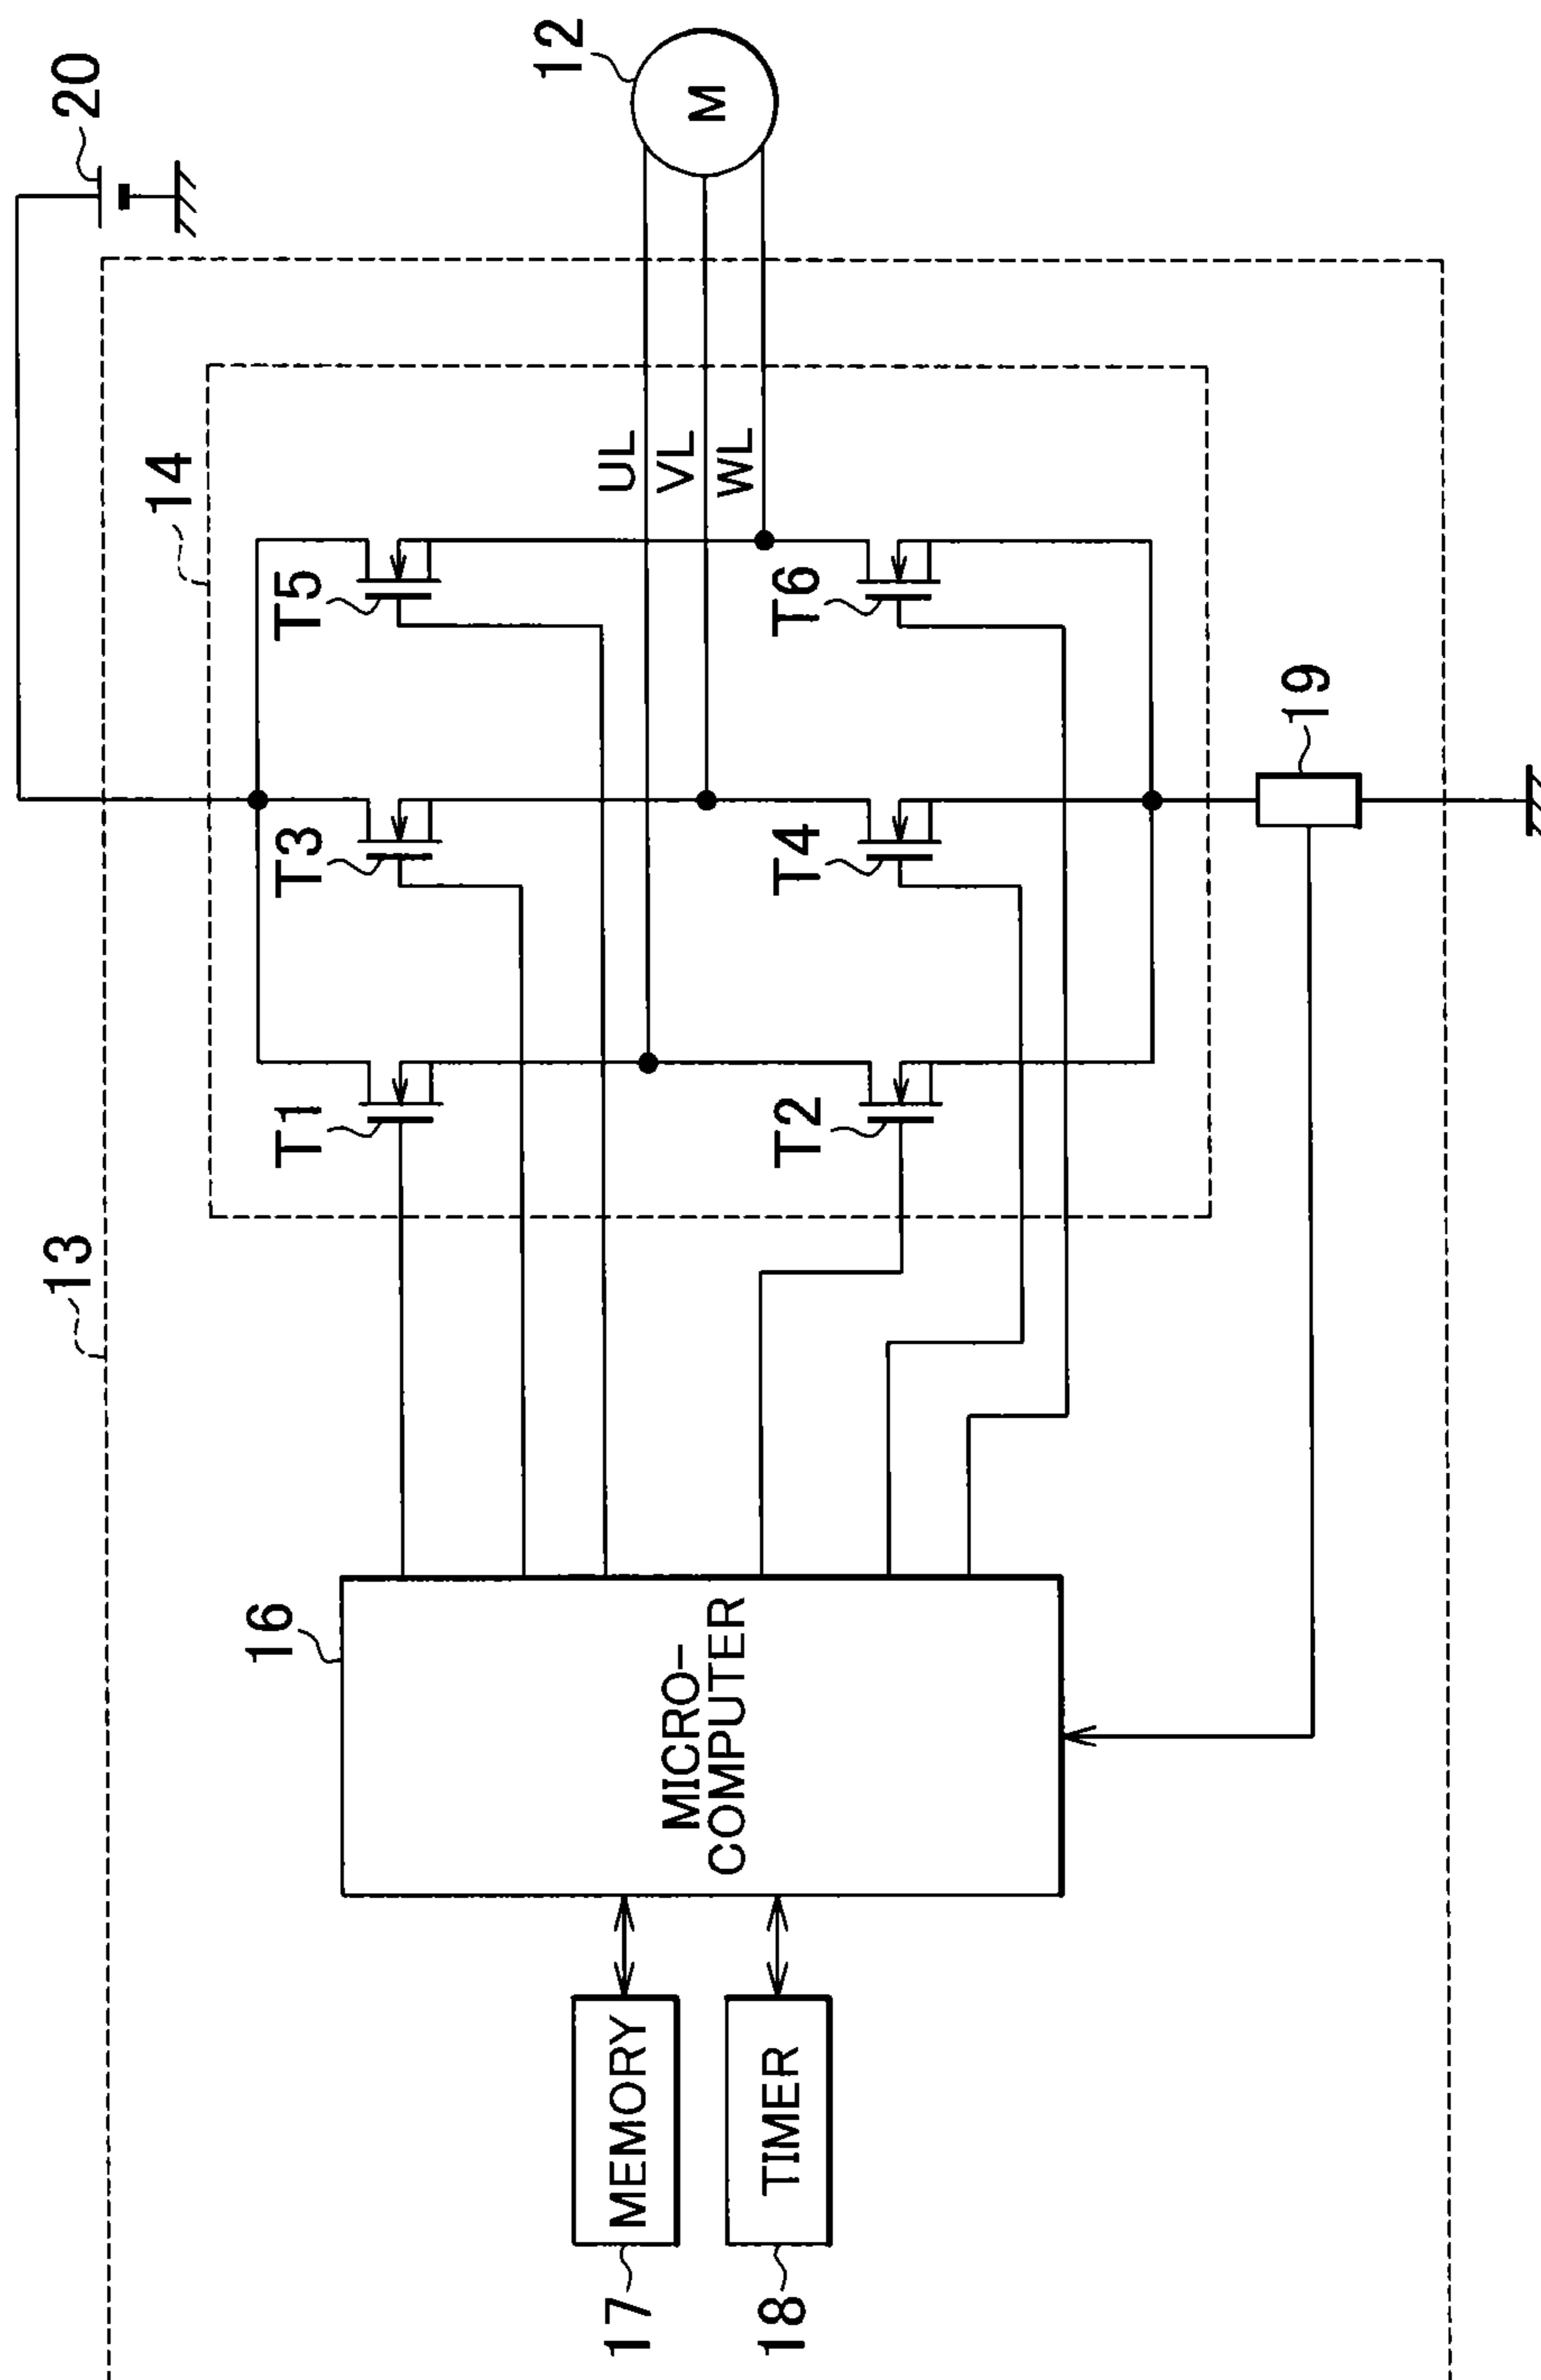 13
20
14
16
T1
T3
T5
12
M
UL
VL
WL
17
MEMORY
MICRO-
COMPUTER
18
TIMER
T2
T4
T6
19